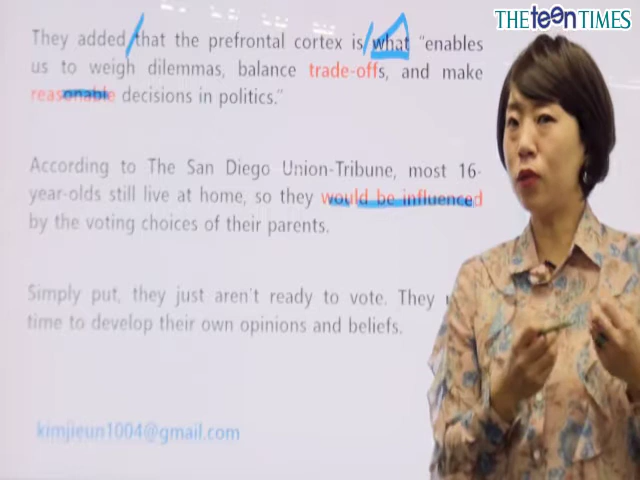 THE teen TIMES
They added that the prefrontal cortex is what "enables
us to weigh dilemmas, balance trade-offs, and make
reasonable decisions in politics."
According to The San Diego Union-Tribune, most 16-
year-olds still live at home, so they would be influenced
by the voting choices of their parents.
Simply put, they just aren't ready to vote. They
time to develop their own opinions and beliefs.
kimjieun1004@gmail.com